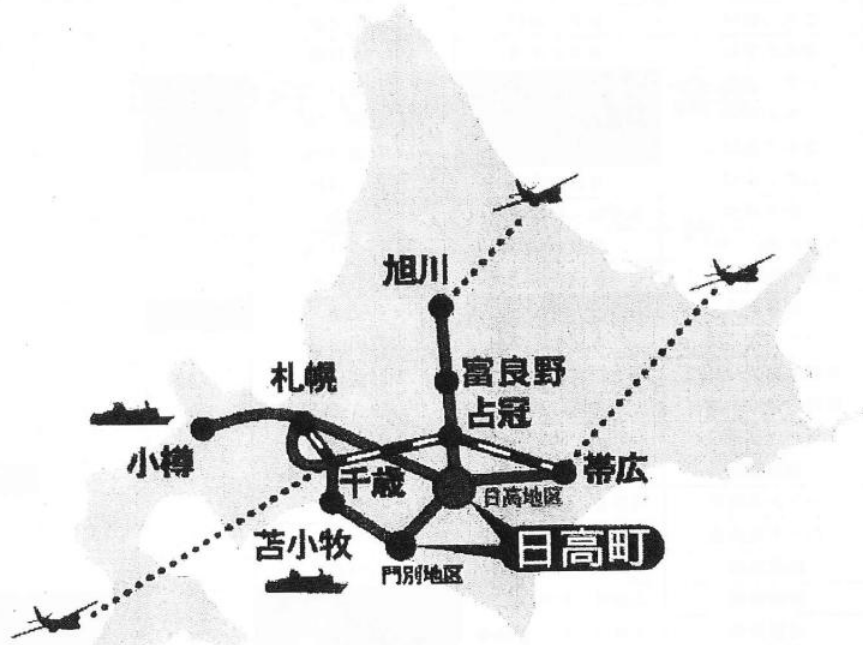 旭川
富良野
札幌
占冠
小樽
千歳
帯広
日高地区
苫小牧
日高町
門別地区